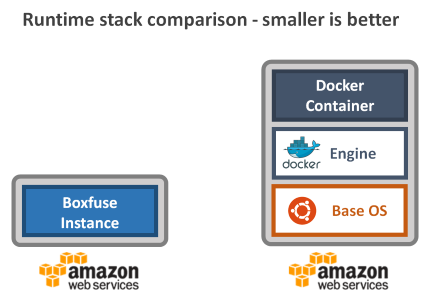 Runtime stack comparison - smaller is better
Docker
Container
docker
Engine
Boxfuse
Instance
Base OS
amazon
web services
amazon
web services